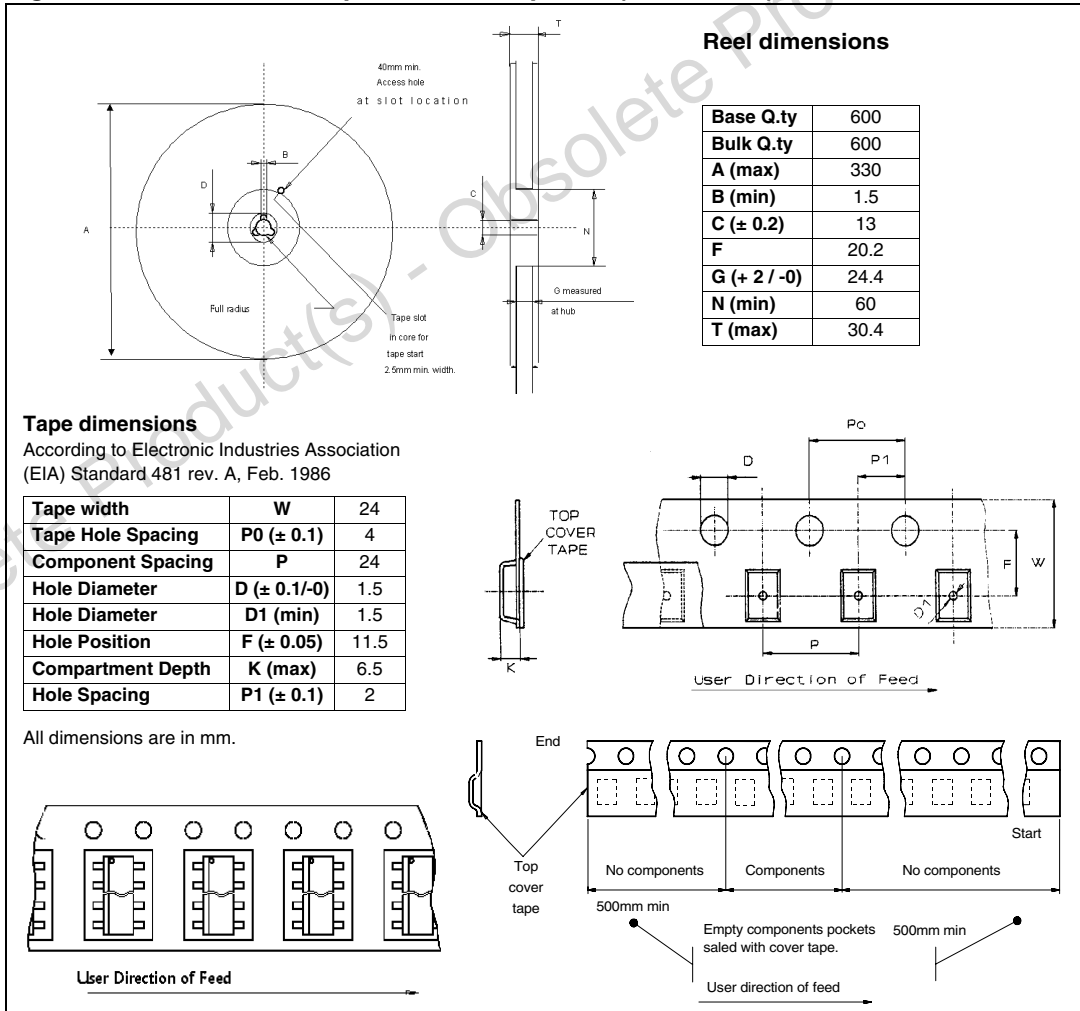 40mm min.
Access hole
at slot location
T
B
D
A
C
N
G measured
at hub
Full radius
Tape slot
in core for
tape start
2.5mm min. width.
Reel dimensions
Base Q.ty 600
Bulk Q.ty 600
A (max) 330
B (min) 1.5
C (± 0.2) 13
F 20.2
G (+ 2 / -0) 24.4
N (min) 60
T (max) 30.4
Tape dimensions
According to Electronic Industries Association
(EIA) Standard 481 rev. A, Feb. 1986
Tape width W 24
Tape Hole Spacing P0 (± 0.1) 4
Component Spacing P 24
Hole Diameter D (± 0.1/-0) 1.5
Hole Diameter D1 (min) 1.5
Hole Position F (± 0.05) 11.5
Compartment Depth K (max) 6.5
Hole Spacing P1 (± 0.1) 2
All dimensions are in mm.
TOP
COVER
TAPE
K
Po
D
P1
F
W
D1
P
User Direction of Feed
User Direction of Feed
End
Start
Top
cover
tape
No components
Components
No components
500mm min
Empty components pockets
saled with cover tape.
500mm min
User direction of feed
Product(s) - Obsolete